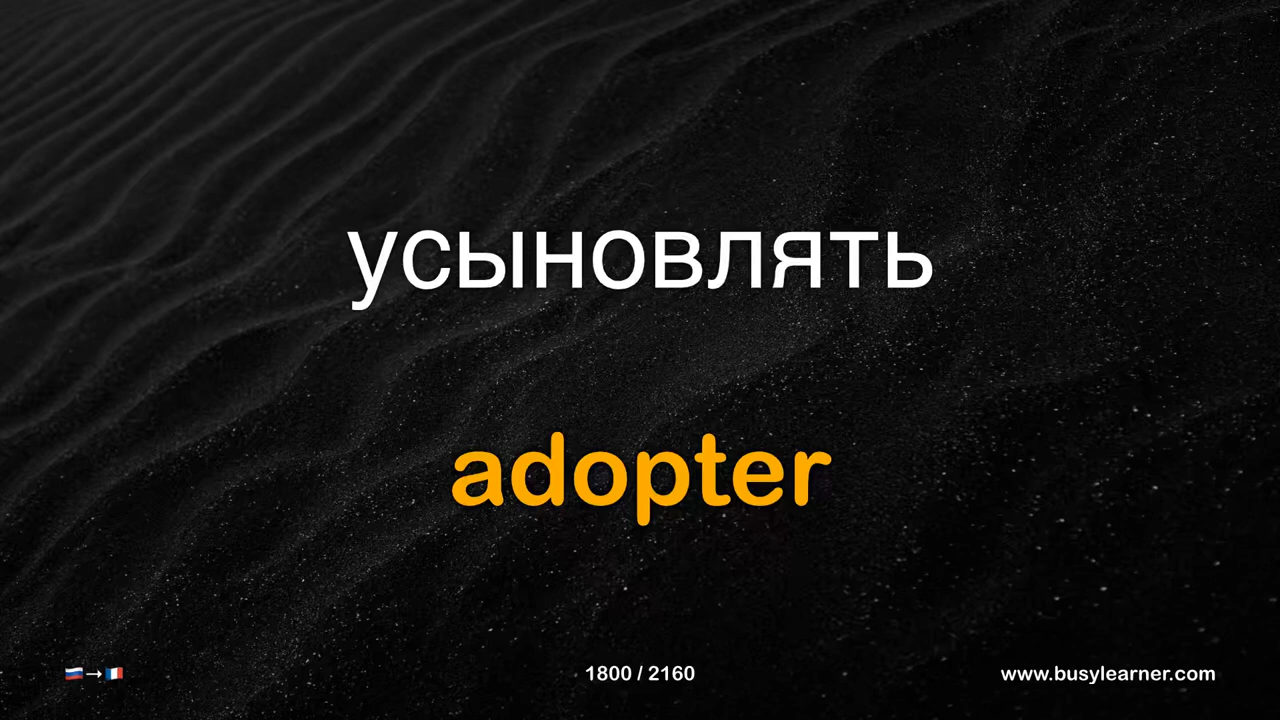 усыновлять
adopter
🇷🇺→🇫🇷
1800 / 2160
www.busylearner.com